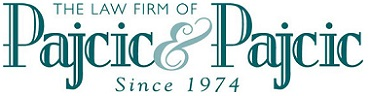 THE LAW FIRM OF
Pajcic & Pajcic
Since 1974